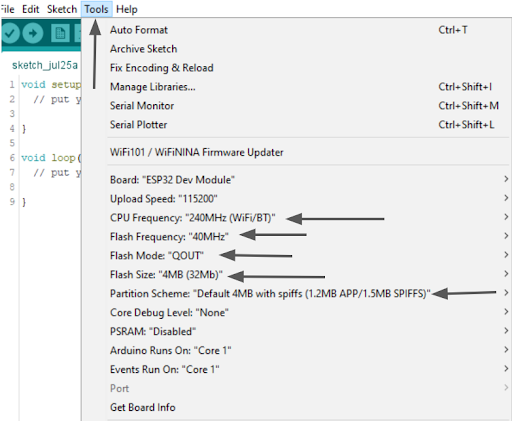 File Edit Sketch Tools Help
sketch_jul25a
1 void setup
2 // put y
3
4 }
5
6 void loop(
7 // put y
8
9 }
Auto Format Ctrl+T
Archive Sketch
Fix Encoding & Reload
Manage Libraries... Ctrl+Shift+I
Serial Monitor Ctrl+Shift+M
Serial Plotter Ctrl+Shift+L
WiFi101 / WiFiNINA Firmware Updater
Board: "ESP32 Dev Module"
Upload Speed: "115200"
CPU Frequency: "240MHz (WiFi/BT)"
Flash Frequency: "40MHz"
Flash Mode: "QOUT"
Flash Size: "4MB (32Mb)"
Partition Scheme: "Default 4MB with spiffs (1.2MB APP/1.5MB SPIFFS)"
Core Debug Level: "None"
PSRAM: "Disabled"
Arduino Runs On: "Core 1"
Events Run On: "Core 1"
Port
Get Board Info